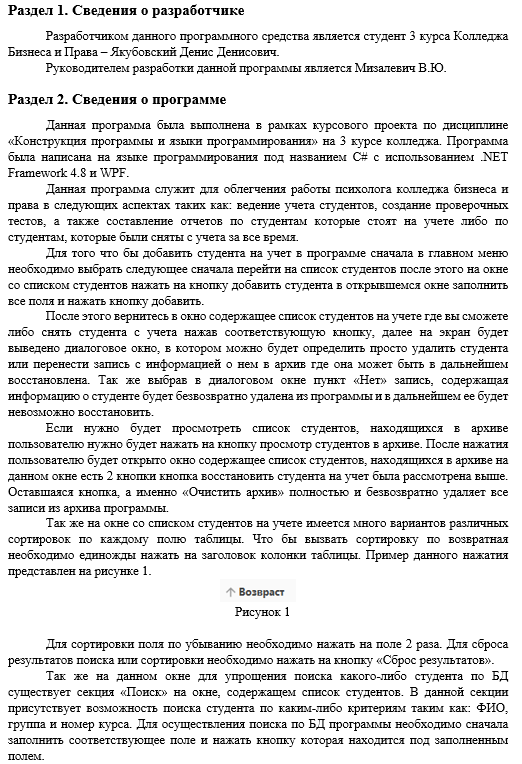 Раздел 1. Сведения о разработчике
Разработчиком данного программного средства является студент 3 курса Колледжа
Бизнеса и Права – Якубовский Денис Денисович.
Руководителем разработки данной программы является Мизалевич В.Ю.
Раздел 2. Сведения о программе
Данная программа была выполнена в рамках курсового проекта по дисциплине
«Конструкция программы и языки программирования» на 3 курсе колледжа. Программа
была написана на языке программирования под названием C# с использованием .NET
Framework 4.8 и WPF.
Данная программа служит для облегчения работы психолога колледжа бизнеса и
права в следующих аспектах таких как: ведение учета студентов, создание проверочных
тестов, а также составление отчетов по студентам которые стоят на учете либо по
студентам, которые были сняты с учета за все время.
Для того что бы добавить студента на учет в программе сначала в главном меню
необходимо выбрать следующее сначала перейти на список студентов после этого на окне
со списком студентов нажать на кнопку добавить студента в открывшемся окне заполнить
все поля и нажать кнопку добавить.
После этого вернитесь в окно содержащее список студентов на учете где вы сможете
либо снять студента с учета нажав соответствующую кнопку, далее на экран будет
выведено диалоговое окно, в котором можно будет определить просто удалить студента
или перенести запись с информацией о нем в архив где она может быть в дальнейшем
восстановлена. Так же выбрав в диалоговом окне пункт «Нет» запись, содержащая
информацию о студенте будет безвозвратно удалена из программы и в дальнейшем ее будет
невозможно восстановить.
Если нужно будет просмотреть список студентов, находящихся в архиве
пользователю нужно будет нажать на кнопку просмотр студентов в архиве. После нажатия
пользователю будет открыто окно содержащее список студентов, находящихся в архиве на
данном окне есть 2 кнопки кнопка восстановить студента на учет была рассмотрена выше.
Оставшаяся кнопка, а именно «Очистить архив» полностью и безвозвратно удаляет все
записи из архива программы.
Так же на окне со списком студентов на учете имеется много вариантов различных
сортировок по каждому полю таблицы. Что бы вызвать сортировку по возвратная
необходимо единожды нажать на заголовок колонки таблицы. Пример данного нажатия
представлен на рисунке 1.
↑ Возвраст
Рисунок 1
Для сортировки поля по убыванию необходимо нажать на поле 2 раза. Для сброса
результатов поиска или сортировки необходимо нажать на кнопку «Сброс результатов».
Так же на данном окне для упрощения поиска какого-либо студента по БД
существует секция «Поиск» на окне, содержащем список студентов. В данной секции
присутствует возможность поиска студента по каким-либо критериям таким как: ФИО,
группа и номер курса. Для осуществления поиска по БД программы необходимо сначала
заполнить соответствующее поле и нажать кнопку которая находится под заполненным
полем.